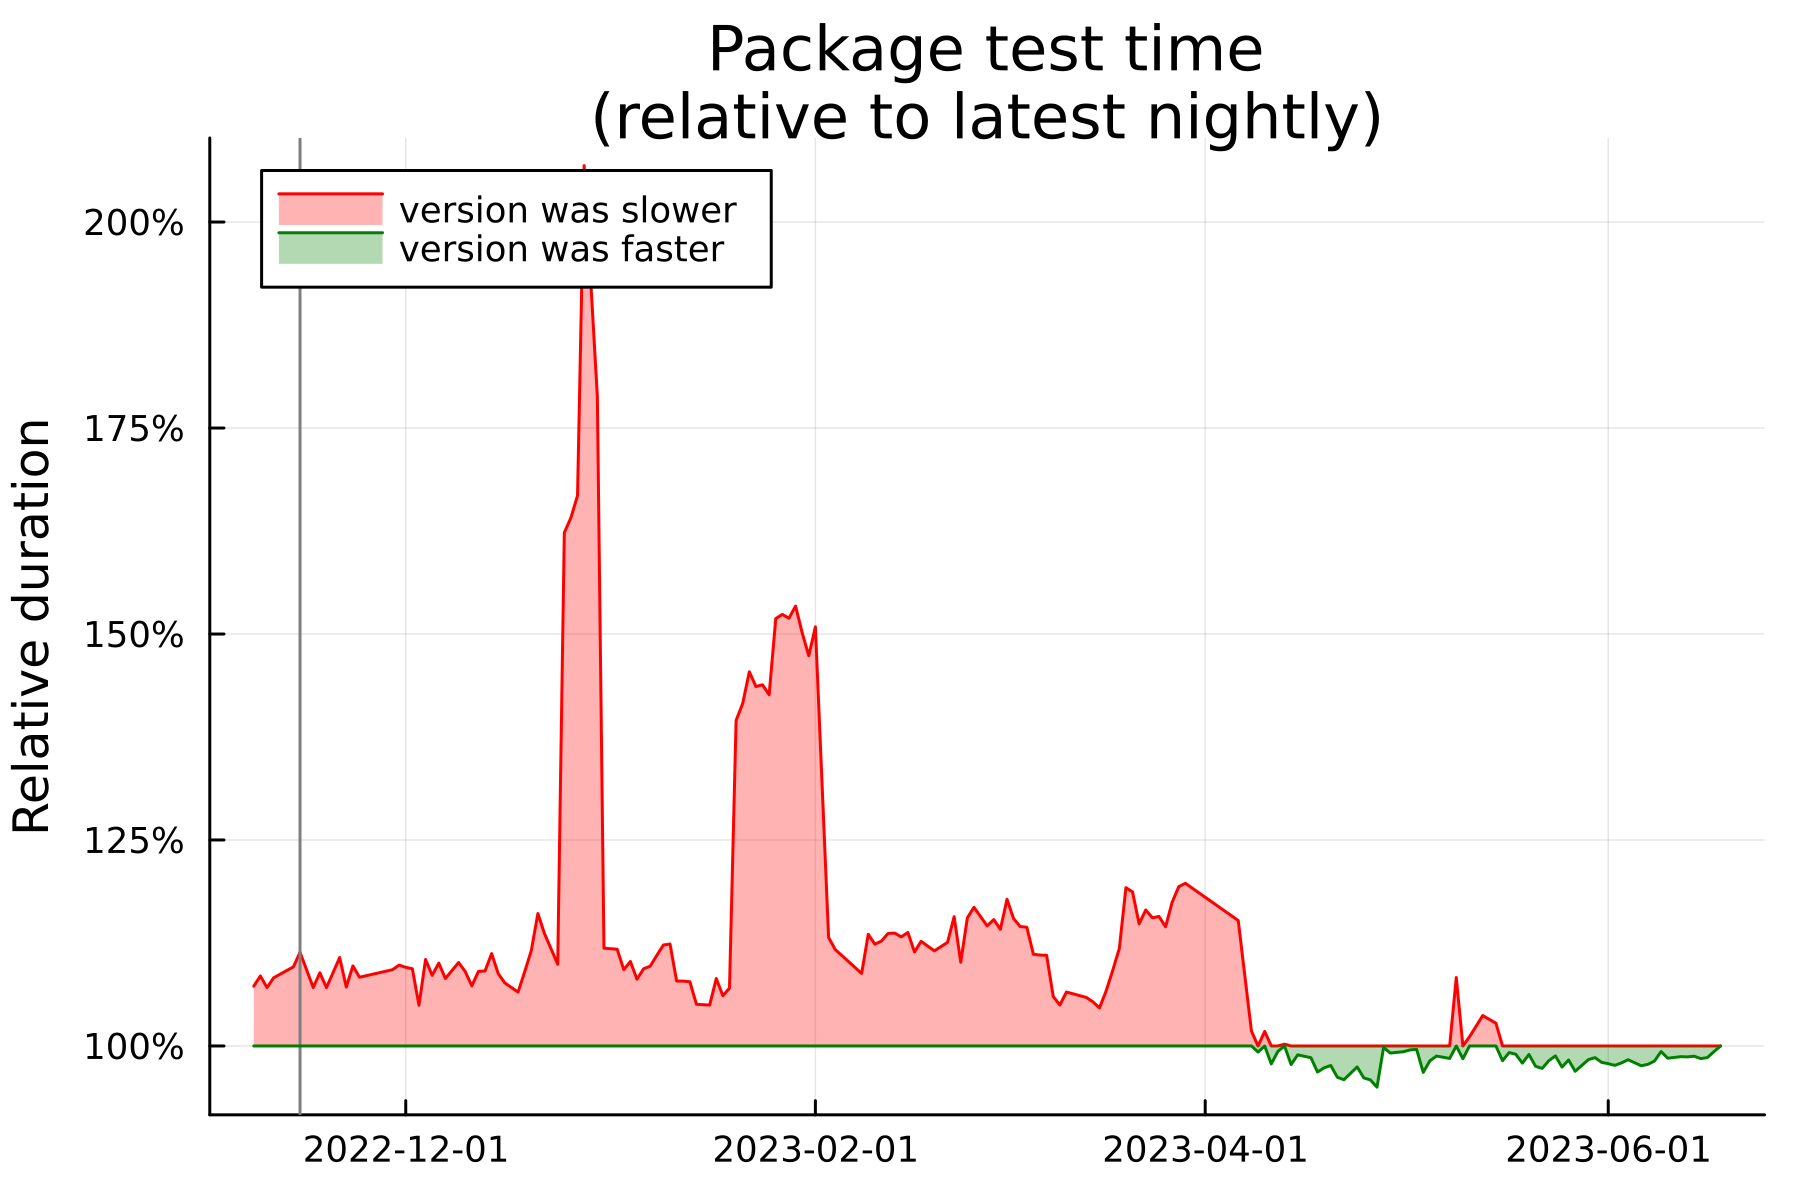 Package test time
(relative to latest nightly)
version was slower
version was faster
Relative duration
200%
175%
150%
125%
100%
2022-12-01
2023-02-01
2023-04-01
2023-06-01